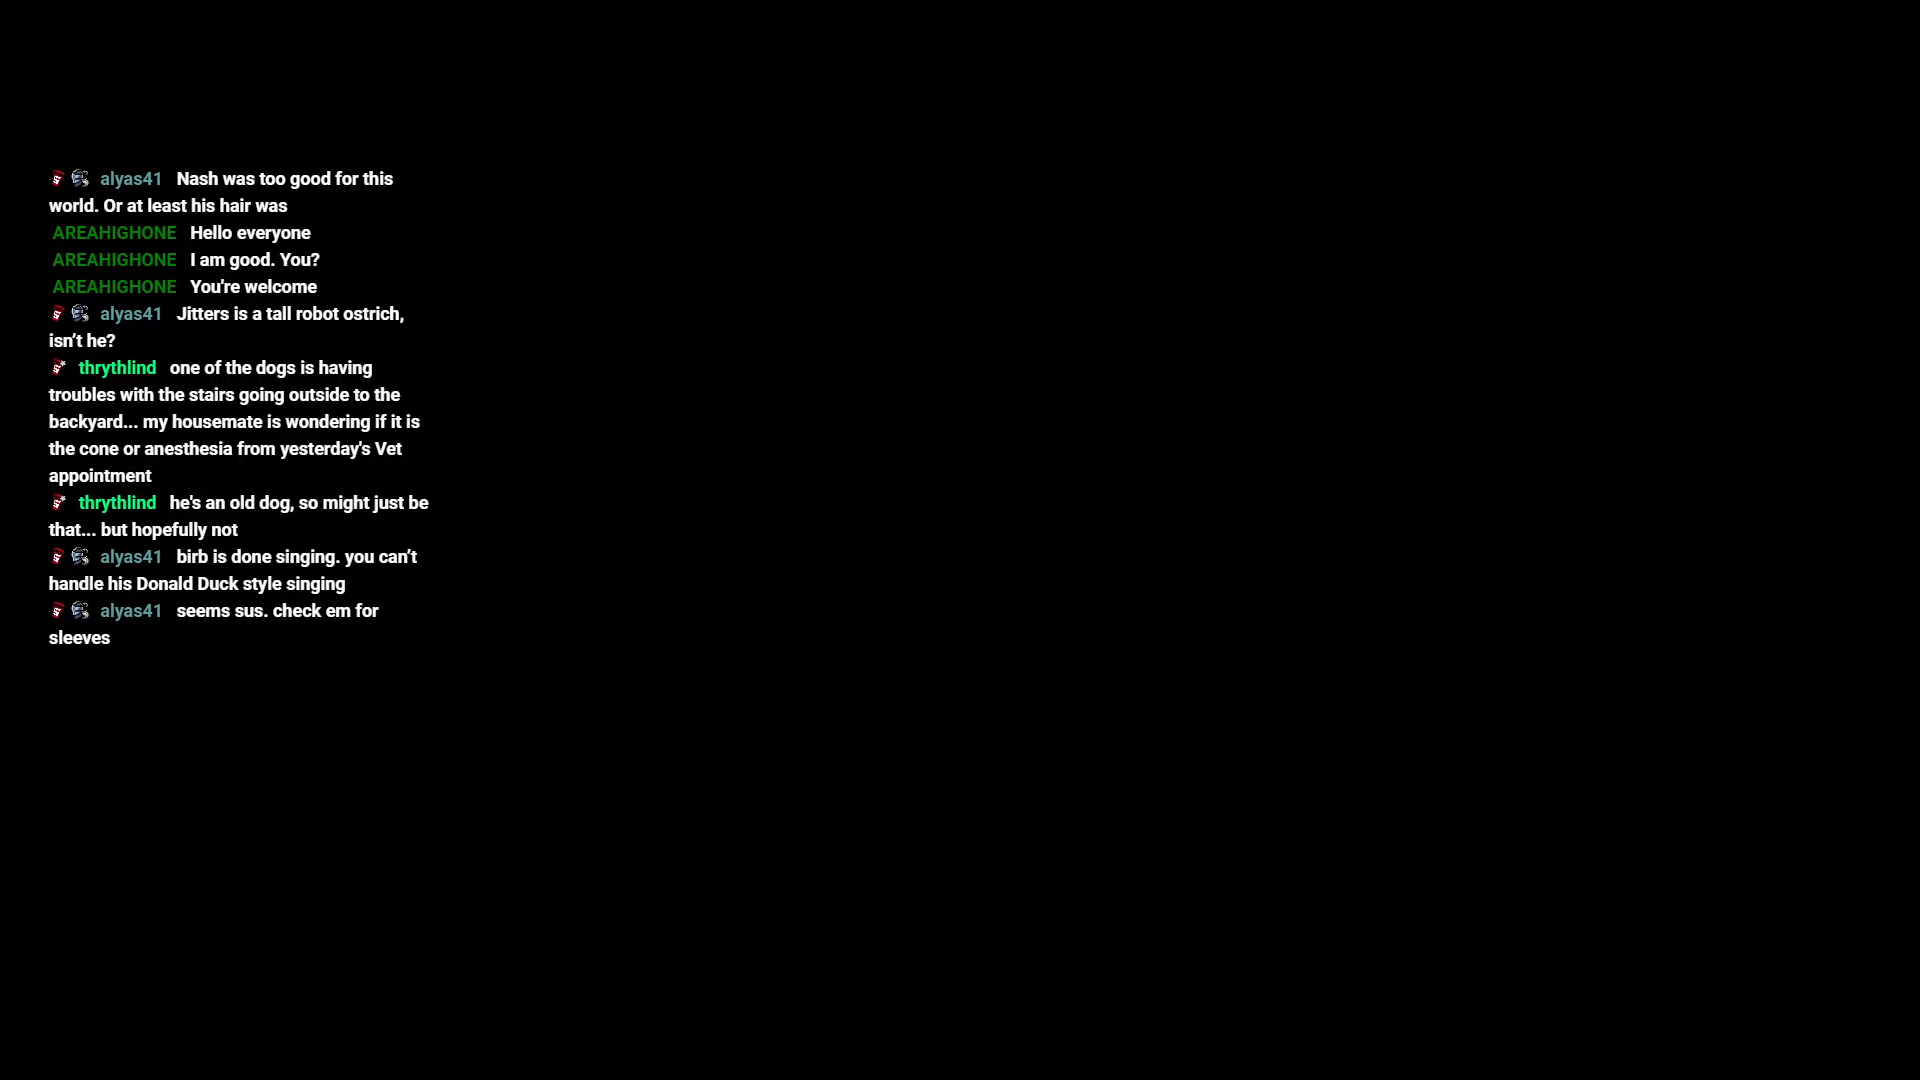 alyas41 Nash was too good for this
world. Or at least his hair was
AREAHIGHONE Hello everyone
AREAHIGHONE I am good. You?
AREAHIGHONE You're welcome
alyas41 Jitters is a tall robot ostrich,
isn’t he?
thrythlind one of the dogs is having
troubles with the stairs going outside to the
backyard... my housemate is wondering if it is
the cone or anesthesia from yesterday's Vet
appointment
thrythlind he's an old dog, so might just be
that... but hopefully not
alyas41 birb is done singing. you can’t
handle his Donald Duck style singing
alyas41 seems sus. check em for
sleeves